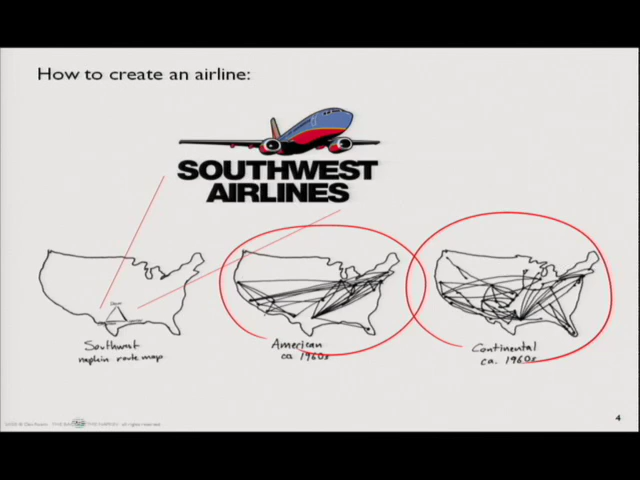 How to create an airline:
SOUTHWEST
AIRLINES
Southwest
napkin route map
American
ca 1960s
Continental
ca. 1960s
4